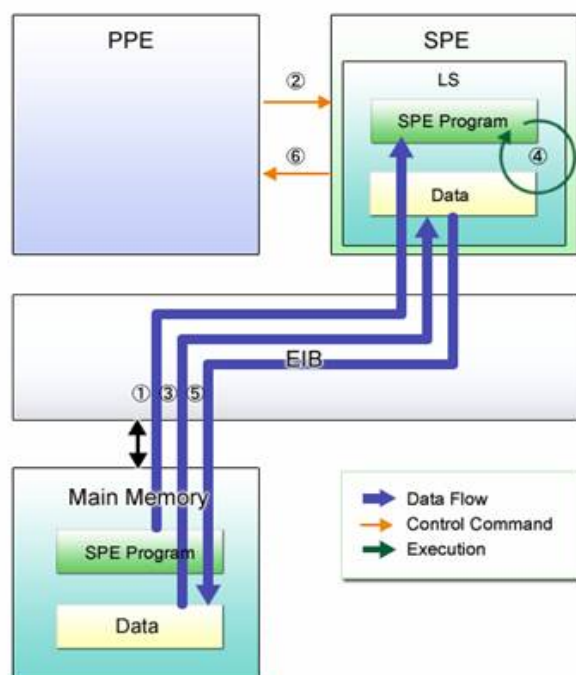 PPE
SPE
LS
②
SPE Program
④
⑥
Data
EIB
① ③ ⑤
Main Memory
SPE Program
Data
Data Flow
Control Command
Execution